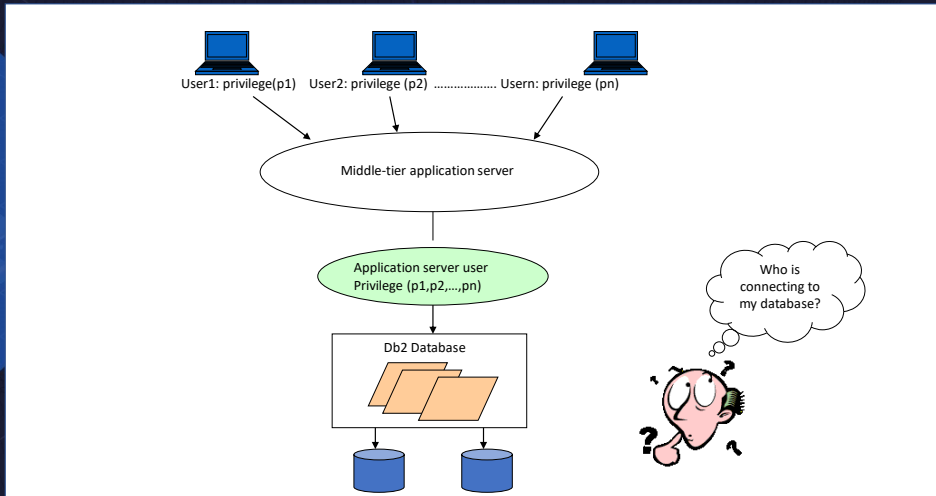 User1: privilege(p1) User2: privilege (p2) ………………. Usern: privilege (pn)
Middle-tier application server
Application server user
Privilege (p1,p2,…,pn)
Who is
connecting to
my database?
Db2 Database
? ? ? ? ?